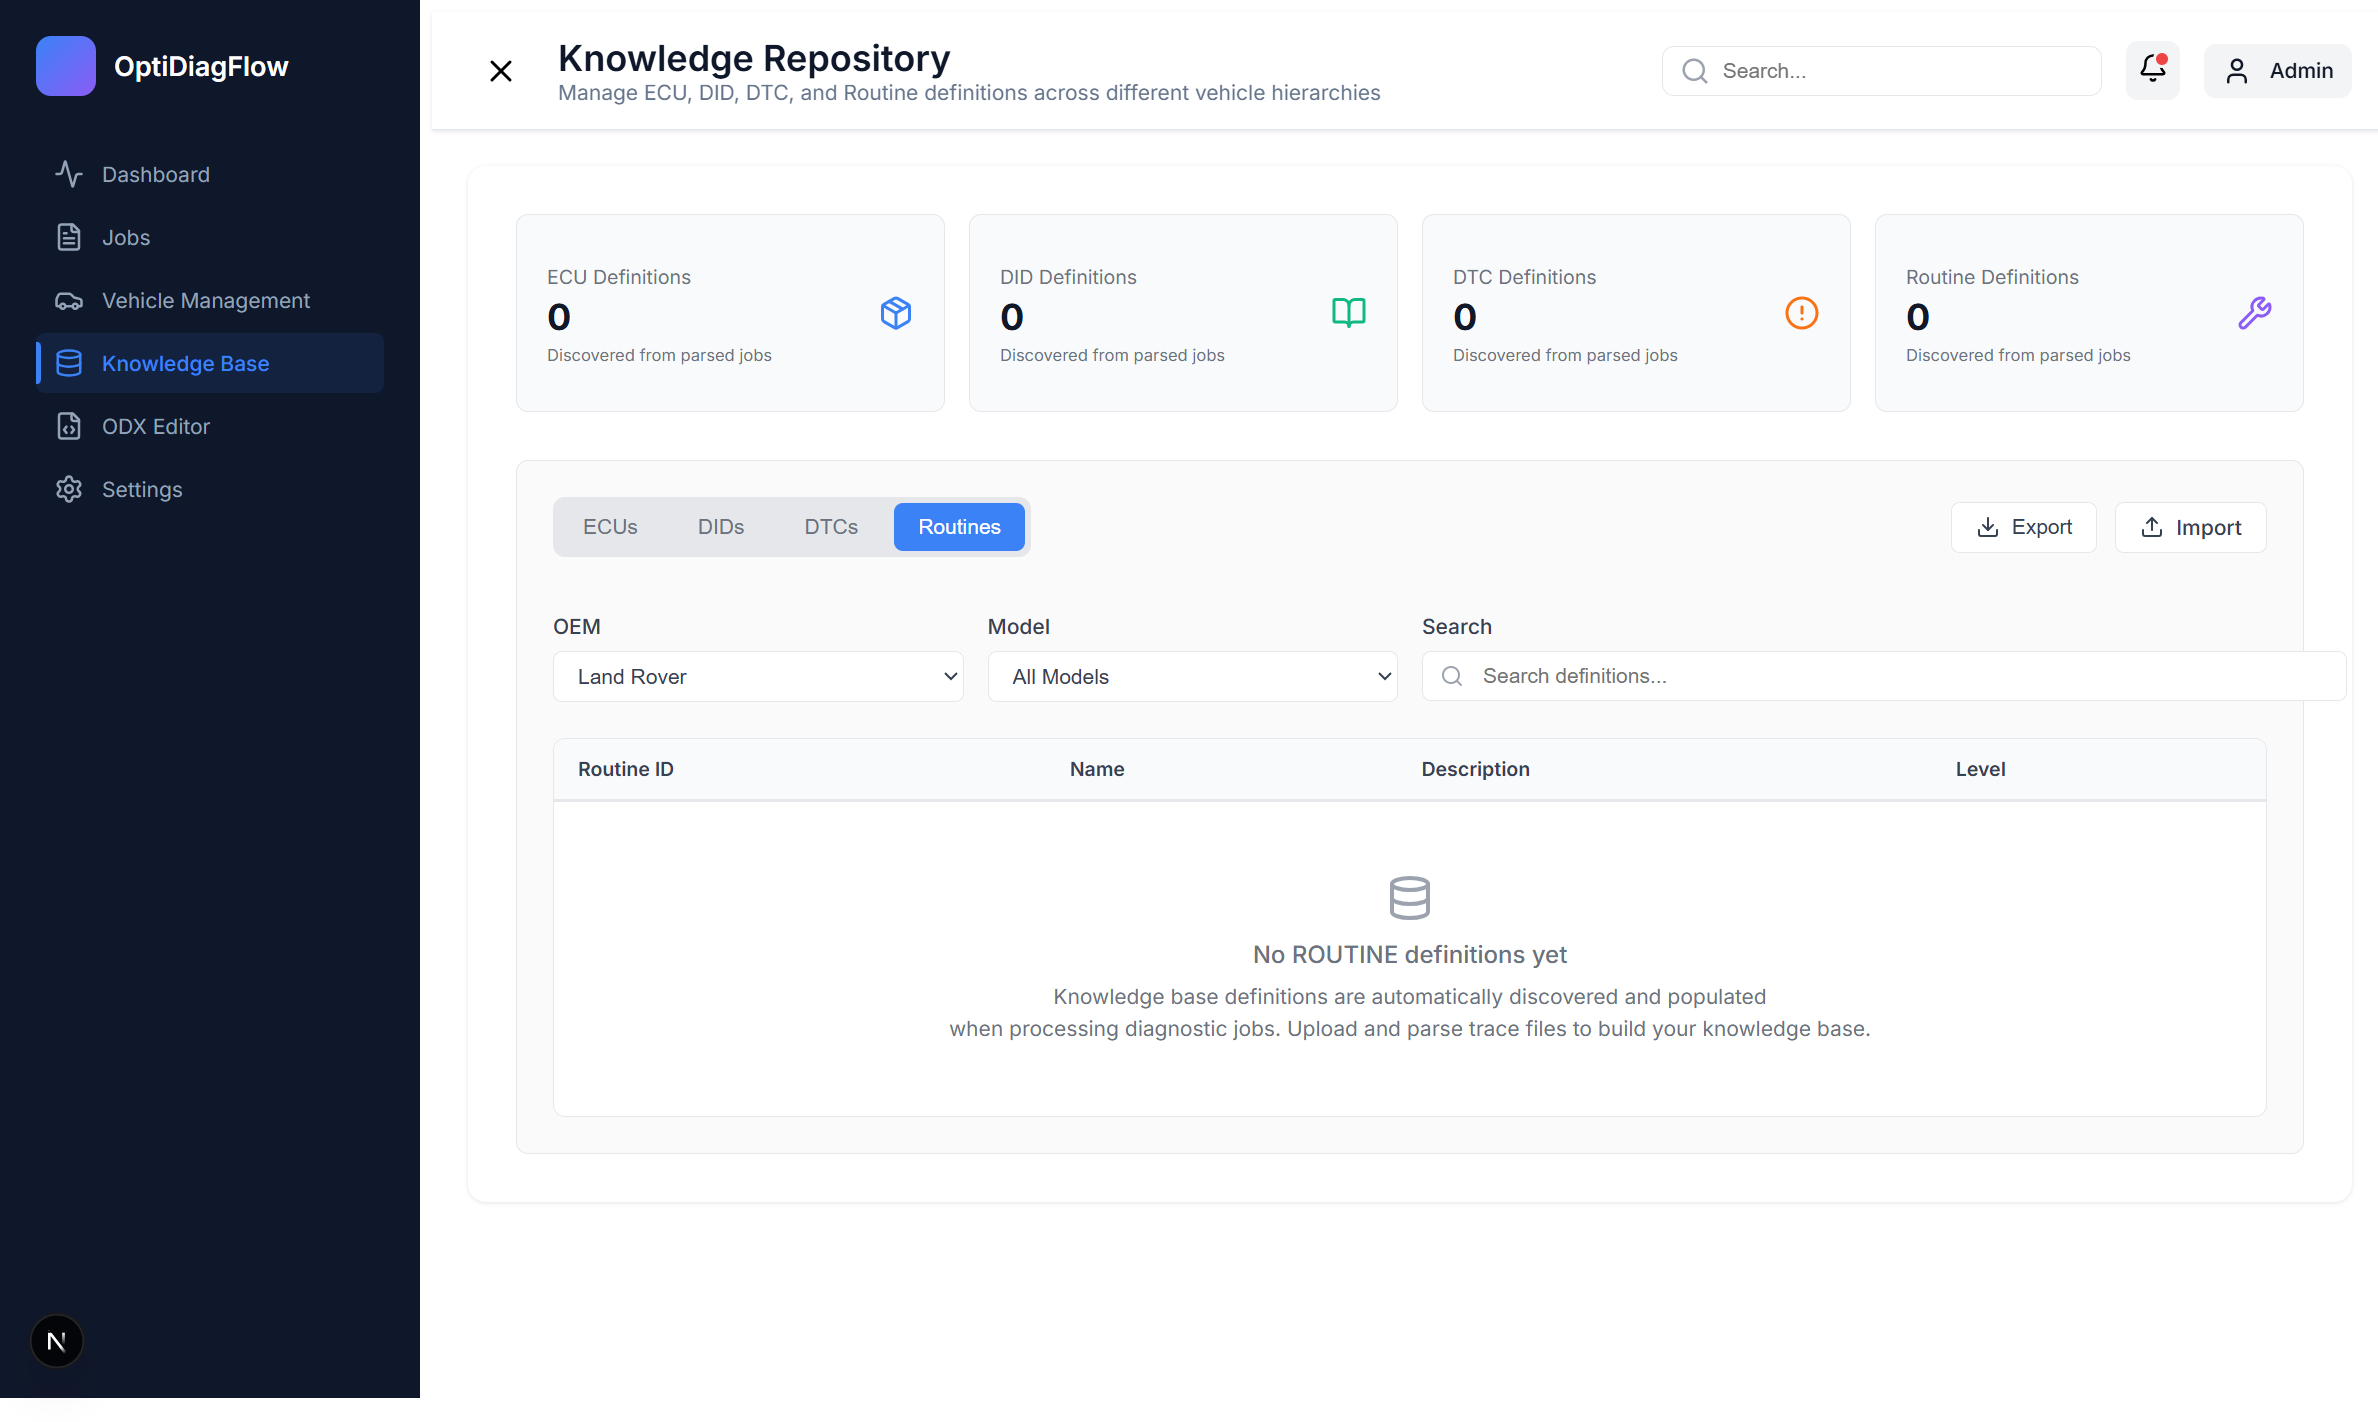 OptiDiagFlow
Dashboard
Jobs
Vehicle Management
Knowledge Base
ODX Editor
Settings
N
Knowledge Repository
Manage ECU, DID, DTC, and Routine definitions across different vehicle hierarchies
Search...
Admin
ECU Definitions
0
Discovered from parsed jobs
DID Definitions
0
Discovered from parsed jobs
DTC Definitions
0
Discovered from parsed jobs
Routine Definitions
0
Discovered from parsed jobs
ECUs DIDs DTCs Routines
Export Import
OEM
Land Rover
Model
All Models
Search
Search definitions...
Routine ID Name Description Level
No ROUTINE definitions yet
Knowledge base definitions are automatically discovered and populated
when processing diagnostic jobs. Upload and parse trace files to build your knowledge base.